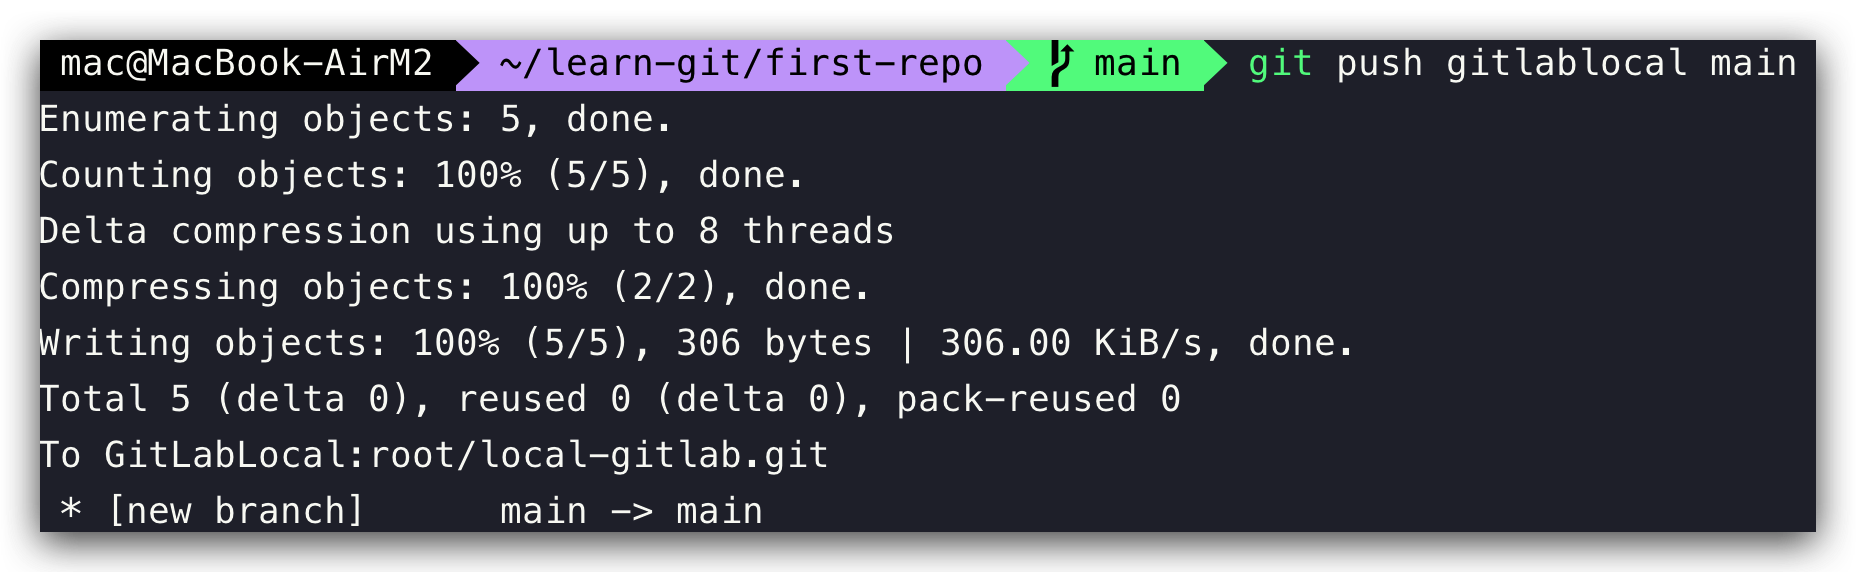 mac@MacBook-AirM2 ~/learn-git/first-repo main git push gitlablocal main
Enumerating objects: 5, done.
Counting objects: 100% (5/5), done.
Delta compression using up to 8 threads
Compressing objects: 100% (2/2), done.
Writing objects: 100% (5/5), 306 bytes | 306.00 KiB/s, done.
Total 5 (delta 0), reused 0 (delta 0), pack-reused 0
To GitLabLocal:root/local-gitlab.git
* [new branch]      main -> main